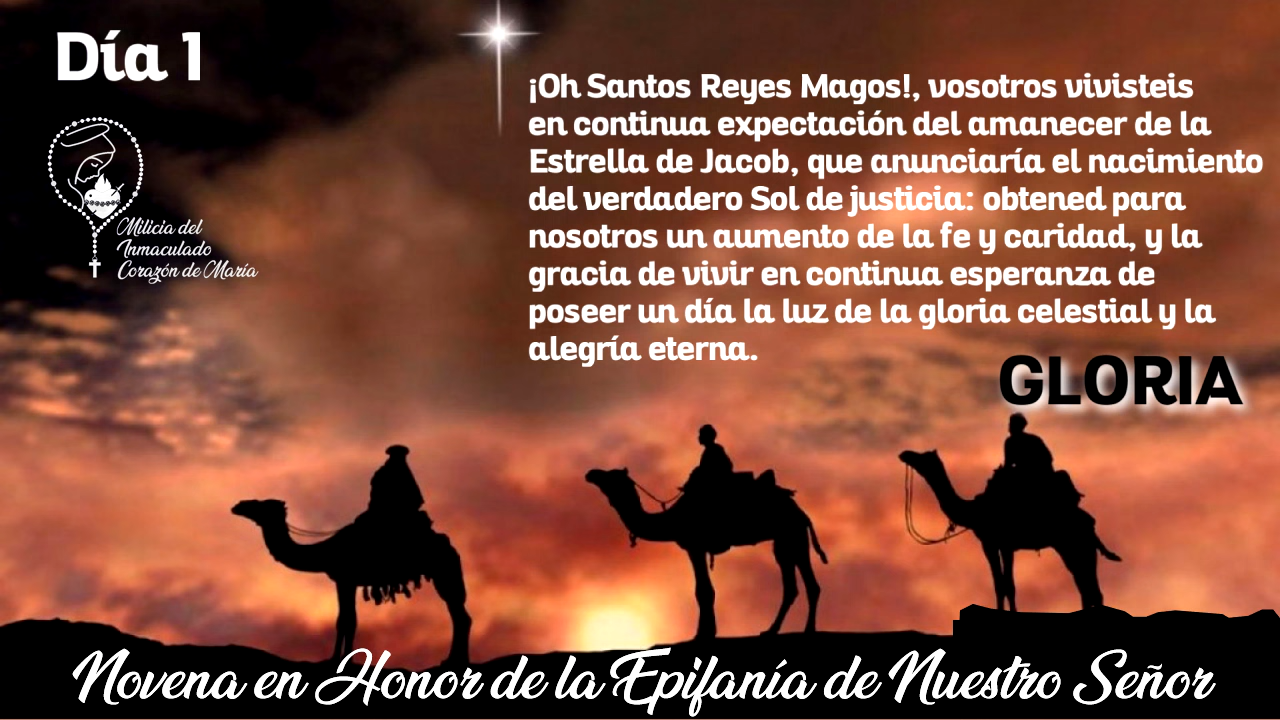 Día 1
Milicia del
Inmaculado
Corazón de María
¡Oh Santos Reyes Magos!, vosotros vivisteis
en continua expectación del amanecer de la
Estrella de Jacob, que anunciaría el nacimiento
del verdadero Sol de justicia: obtened para
nosotros un aumento de la fe y caridad, y la
gracia de vivir en continua esperanza de
poseer un día la luz de la gloria celestial y la
alegría eterna.
GLORIA
Novena en Honor de la Epifanía de Nuestro Señor